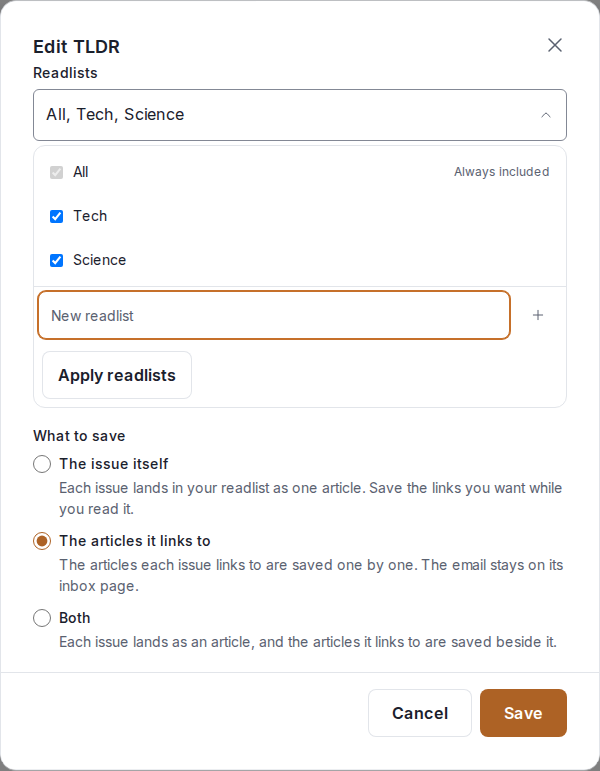 Edit TLDR
Readlists
All, Tech, Science
All
Always included
Tech
Science
New readlist
Apply readlists
What to save
The issue itself
Each issue lands in your readlist as one article. Save the links you want while
you read it.
The articles it links to
The articles each issue links to are saved one by one. The email stays on its
inbox page.
Both
Each issue lands as an article, and the articles it links to are saved beside it.
Cancel
Save